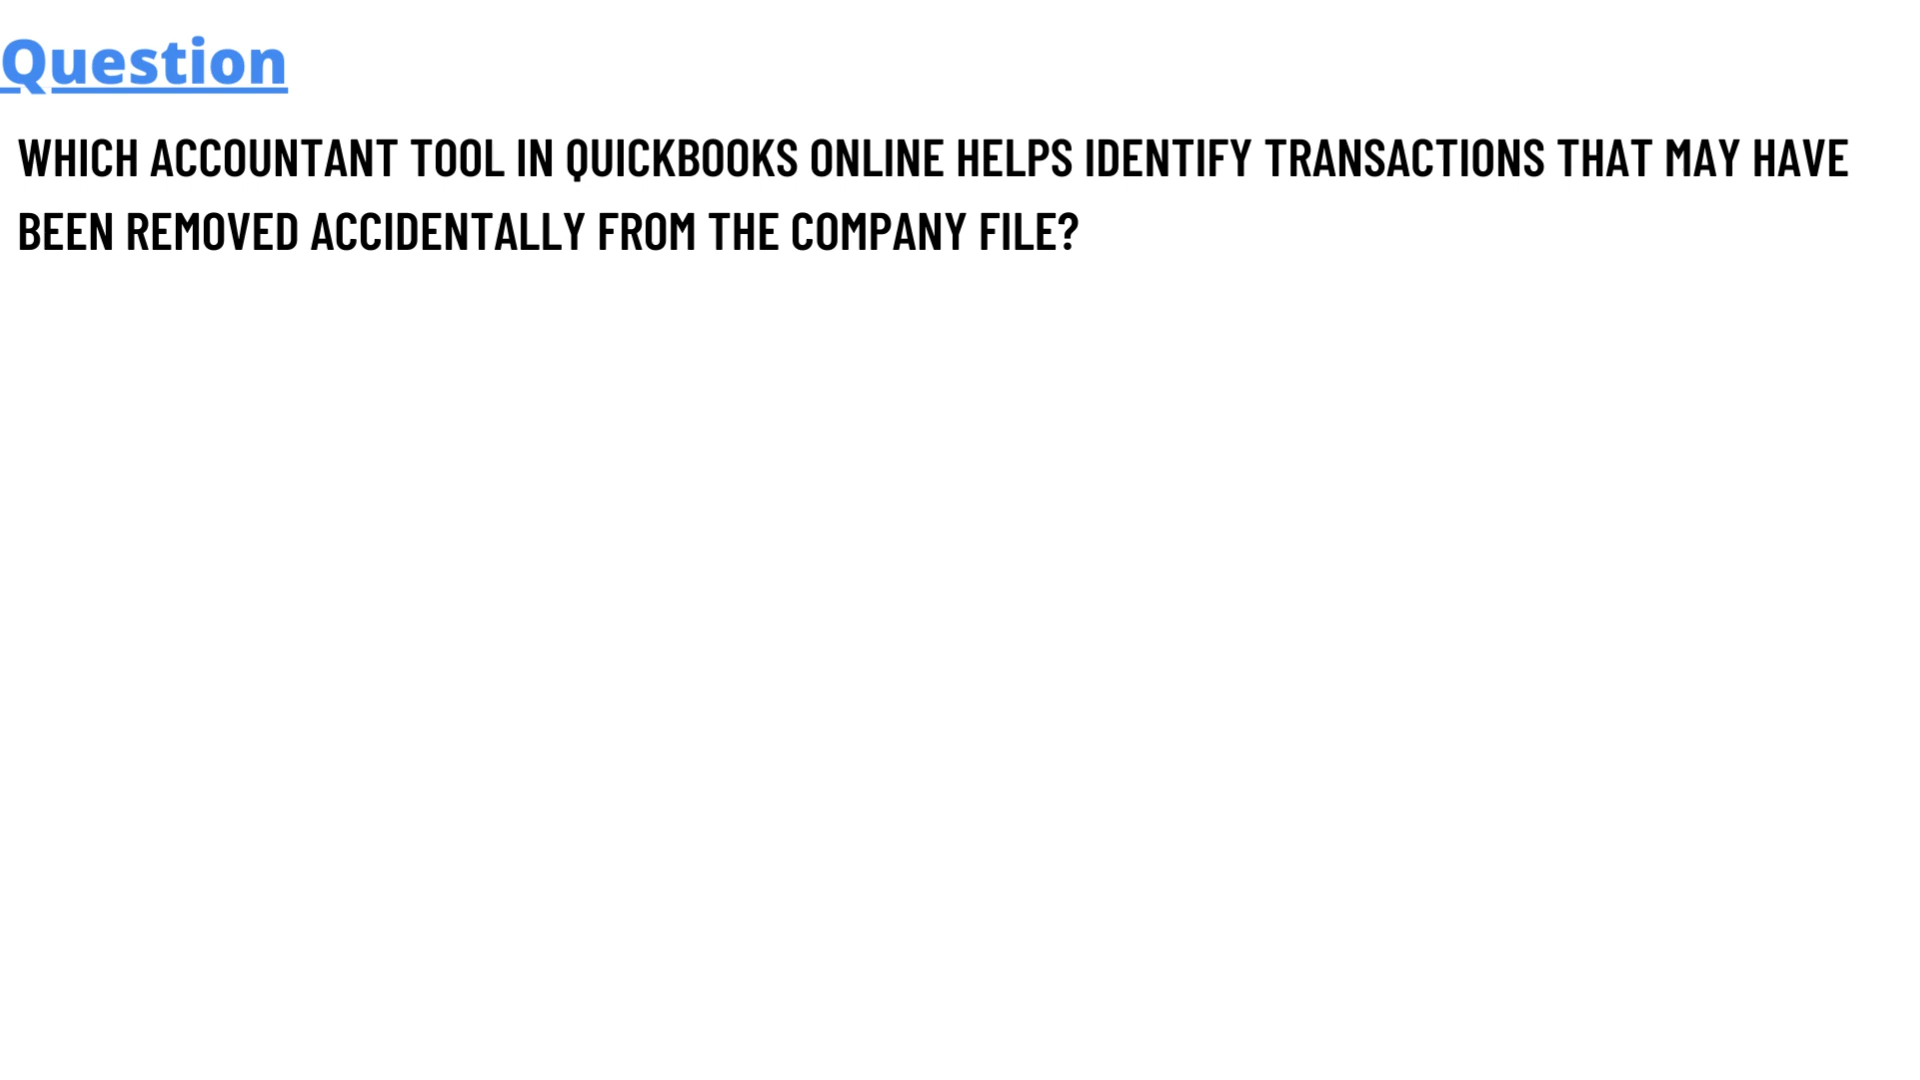 Question
WHICH ACCOUNTANT TOOL IN QUICKBOOKS ONLINE HELPS IDENTIFY TRANSACTIONS THAT MAY HAVE
BEEN REMOVED ACCIDENTALLY FROM THE COMPANY FILE?